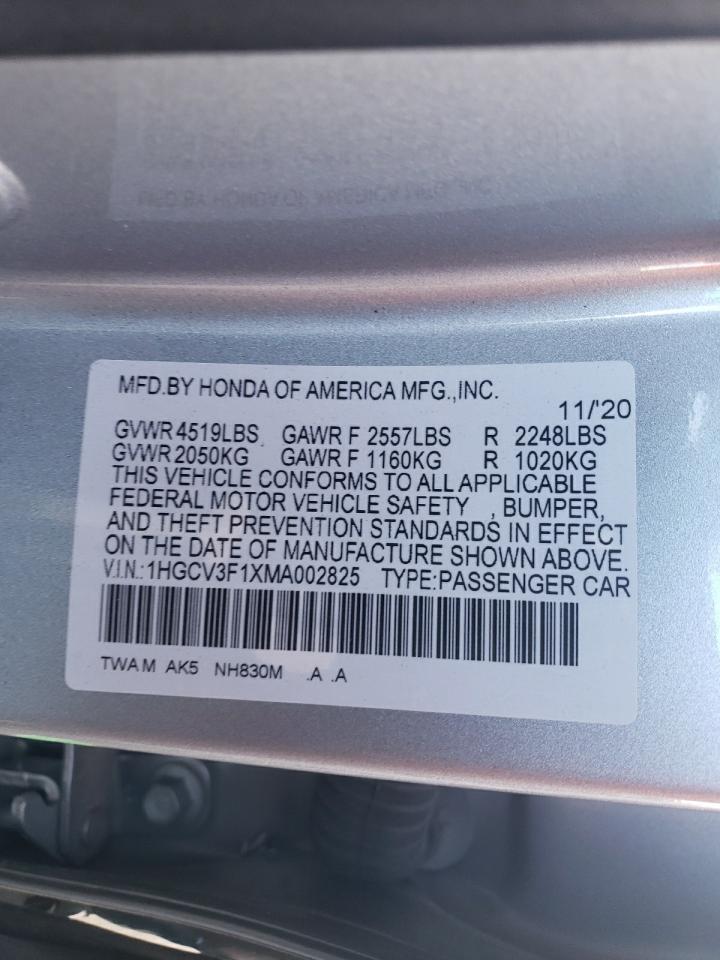 MFD.BY HONDA OF AMERICA MFG.,INC.
11/'20
GVWR 4519LBS GAWR F 2557LBS R 2248LBS
GVWR 2050KG GAWR F 1160KG R 1020KG
THIS VEHICLE CONFORMS TO ALL APPLICABLE
FEDERAL MOTOR VEHICLE SAFETY , BUMPER,
AND THEFT PREVENTION STANDARDS IN EFFECT
ON THE DATE OF MANUFACTURE SHOWN ABOVE.
V.I.N.:1HGCV3F1XMA002825 TYPE:PASSENGER CAR
TWA M AK5 NH830M .A .A